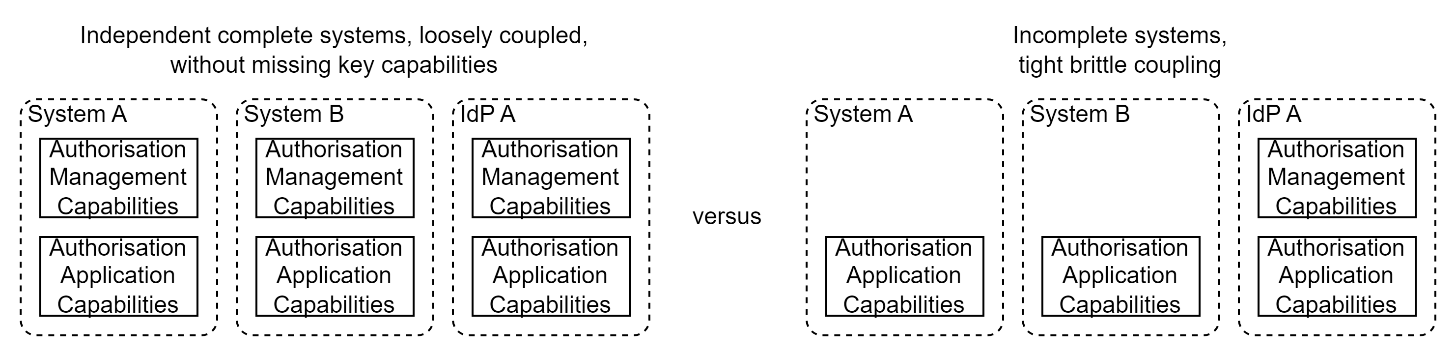 Independent complete systems, loosely coupled,
without missing key capabilities
System A
Authorisation
Management
Capabilities
Authorisation
Application
Capabilities
System B
Authorisation
Management
Capabilities
Authorisation
Application
Capabilities
IdP A
Authorisation
Management
Capabilities
Authorisation
Application
Capabilities
versus
Incomplete systems,
tight brittle coupling
System A
Authorisation
Application
Capabilities
System B
Authorisation
Application
Capabilities
IdP A
Authorisation
Management
Capabilities
Authorisation
Application
Capabilities